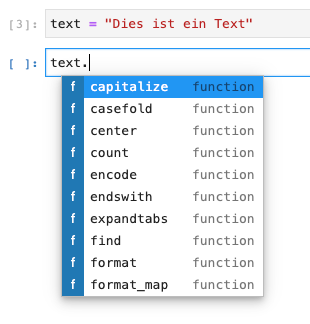 [3]: text = "Dies ist ein Text"
[ ]: text.
f capitalize function
f casefold function
f center function
f count function
f encode function
f endswith function
f expandtabs function
f find function
f format function
f format_map function